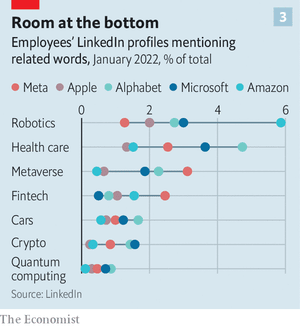 Room at the bottom
3
Employees' LinkedIn profiles mentioning
related words, January 2022, % of total
Meta Apple Alphabet Microsoft Amazon
0 2 4 6
Robotics
Health care
Metaverse
Fintech
Cars
Crypto
Quantum
computing
Source: LinkedIn
The Economist